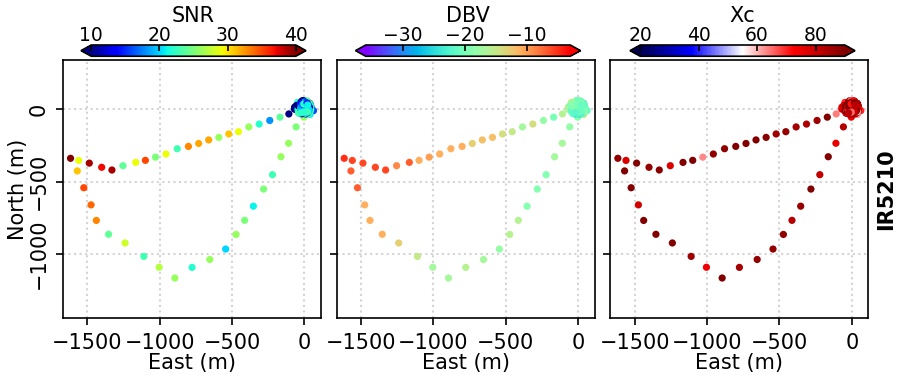 SNR DBV Xc
10 20 30 40 −30 −20 −10 20 40 60 80
0
−500
−1000
North (m)
IR5210
−1500 −1000 −500 0 −1500 −1000 −500 0 −1500 −1000 −500 0
East (m) East (m) East (m)